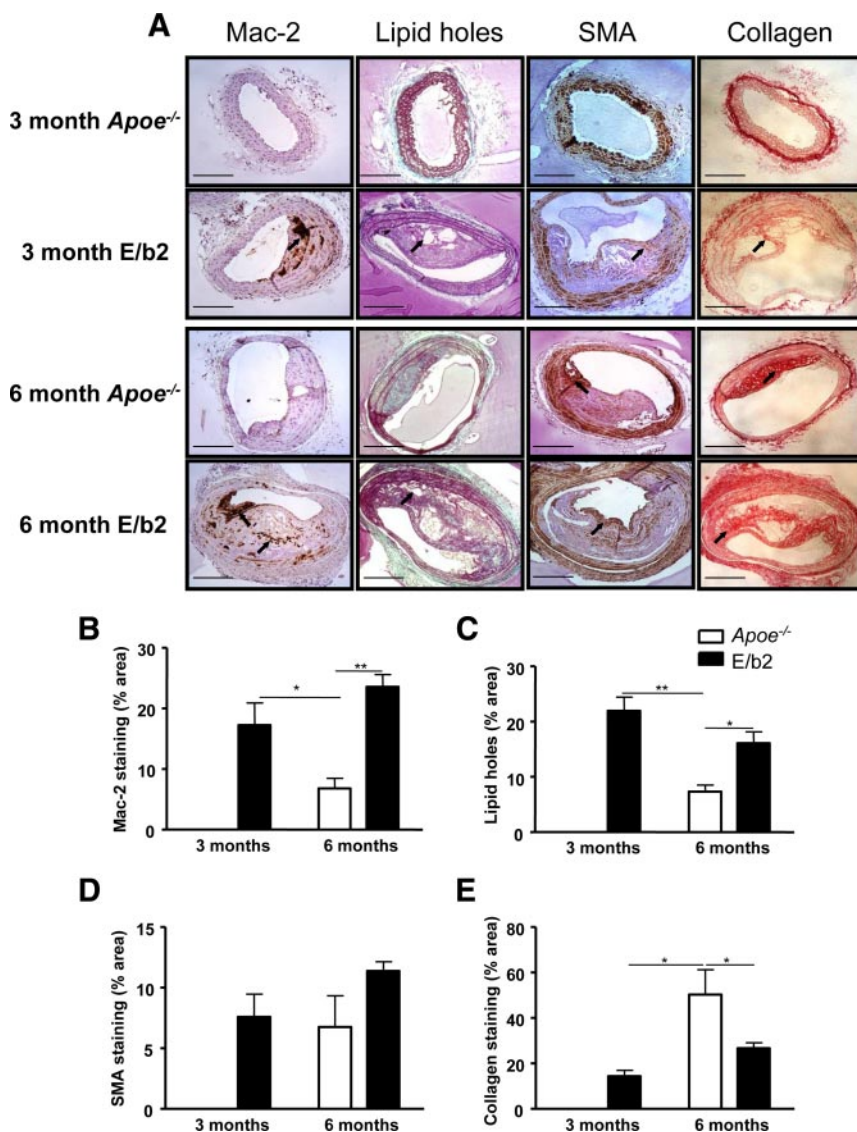 A
Mac-2 Lipid holes SMA Collagen
3 month Apoe-/-
3 month E/b2
6 month Apoe-/-
6 month E/b2
B
Mac-2 staining (% area)
30
20
10
0
*
**
3 months 6 months
C
Apoe-/-
E/b2
Lipid holes (% area)
30
20
10
0
**
*
3 months 6 months
D
SMA staining (% area)
15
10
5
0
3 months 6 months
E
Collagen staining (% area)
80
60
40
20
0
*
*
3 months 6 months